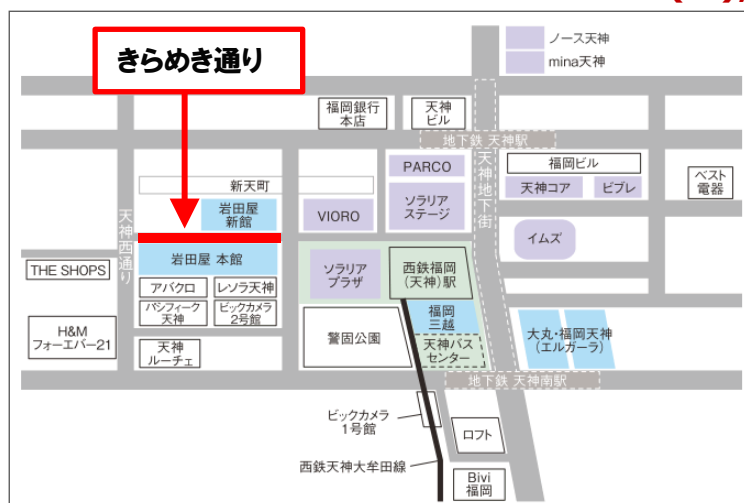 きらめき通り
ノース天神
mina天神
福岡銀行
本店
天神
ビル
地下鉄 天神駅
PARCO
福岡ビル
天神コア
ビブレ
ベスト
電器
新天町
岩田屋
新館
VIORO
ソラリア
ステージ
天神地下街
イムズ
天神西通り
THE SHOPS
岩田屋 本館
アバクロ
レソラ天神
パシフィーク
天神
ビックカメラ
2号館
ソラリア
プラザ
西鉄福岡
(天神)駅
福岡
三越
天神バス
センター
大丸・福岡天神
(エルガーラ)
H&M
フォーエバー21
天神
ルーチェ
警固公園
地下鉄 天神南駅
ビックカメラ
1号館
ロフト
西鉄天神大牟田線
Bivi
福岡